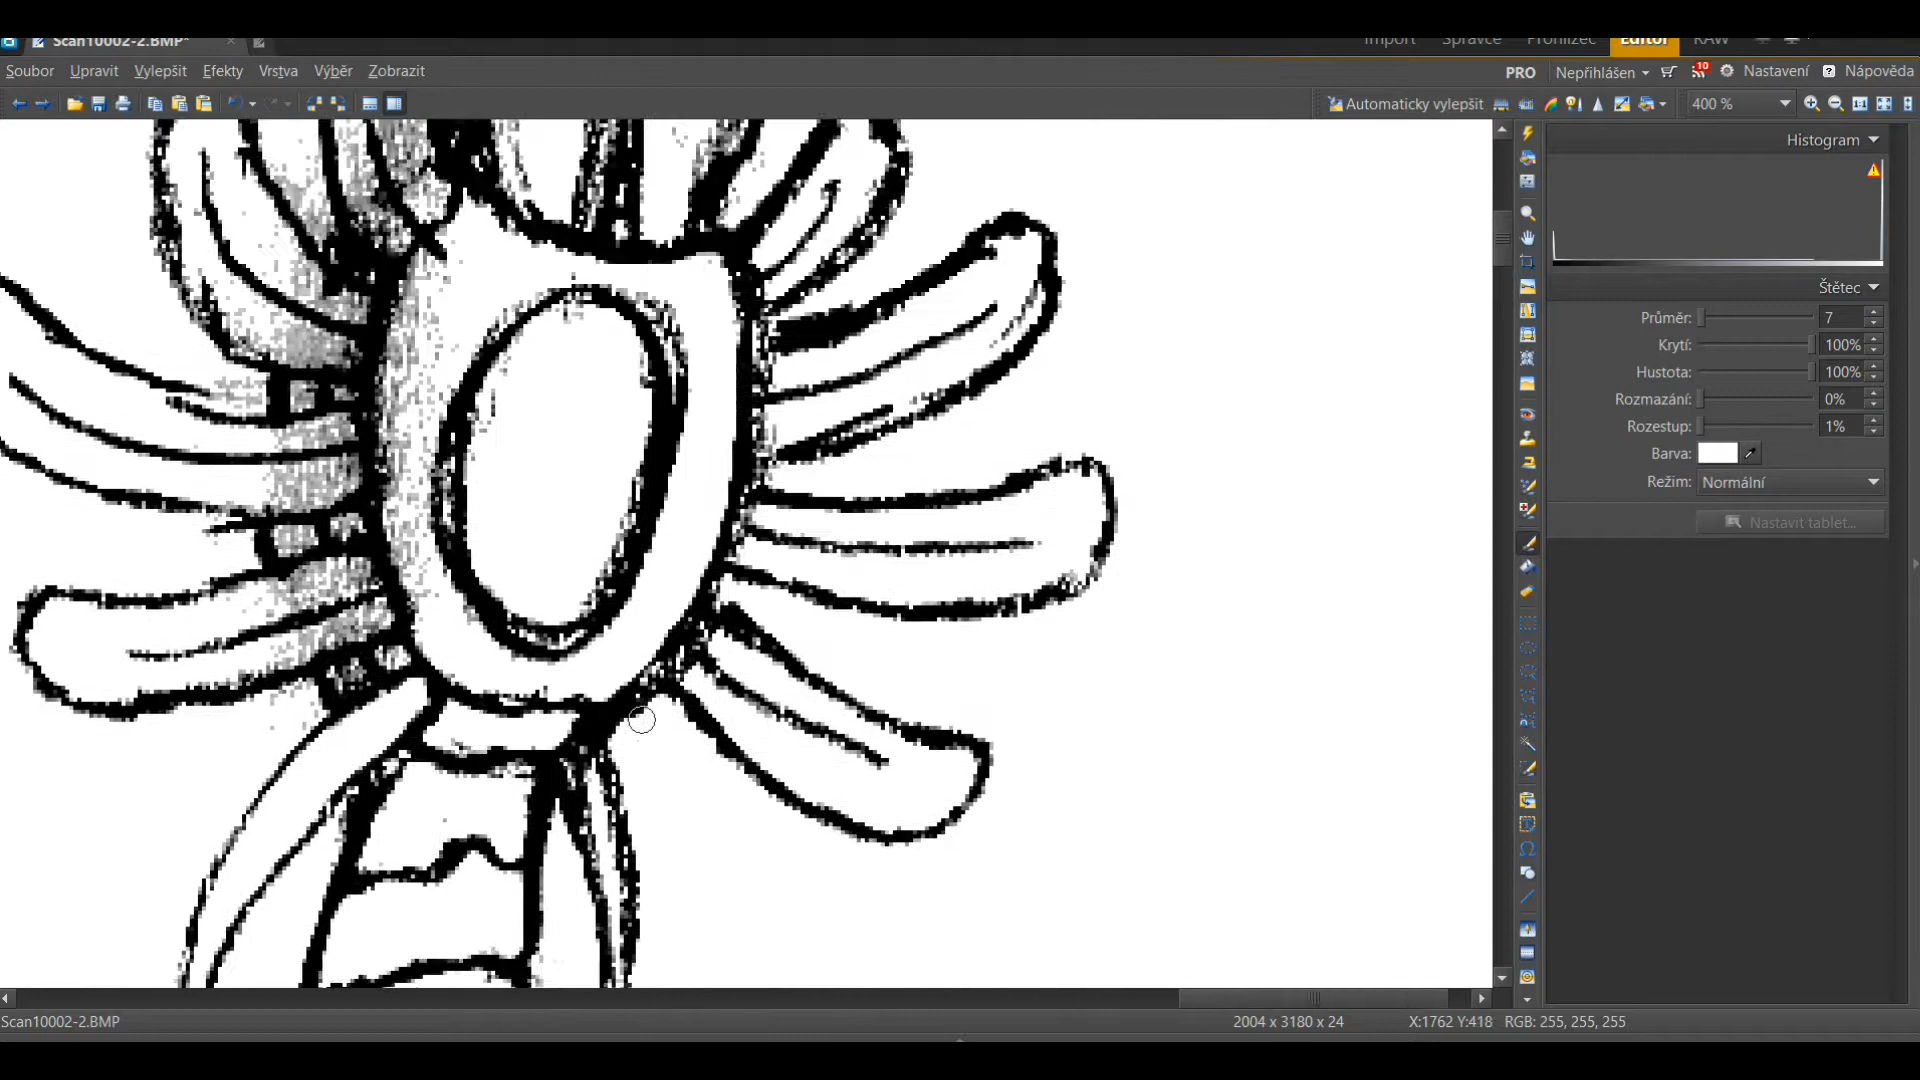 Scan10002-2.BMP*
Import Správce Prohlížeč Editor RAW
Soubor Upravit Vylepšit Efekty Vrstva Výběr Zobrazit
PRO Nepřihlášen 10 Nastavení ? Nápověda
Automaticky vylepšit 400 %
Histogram
Štětec
Průměr: 7
Krytí: 100%
Hustota: 100%
Rozmazání: 0%
Rozestup: 1%
Barva:
Režim: Normální
Nastavit tablet...
Scan10002-2.BMP 2004 x 3180 x 24 X:1762 Y:418 RGB: 255, 255, 255